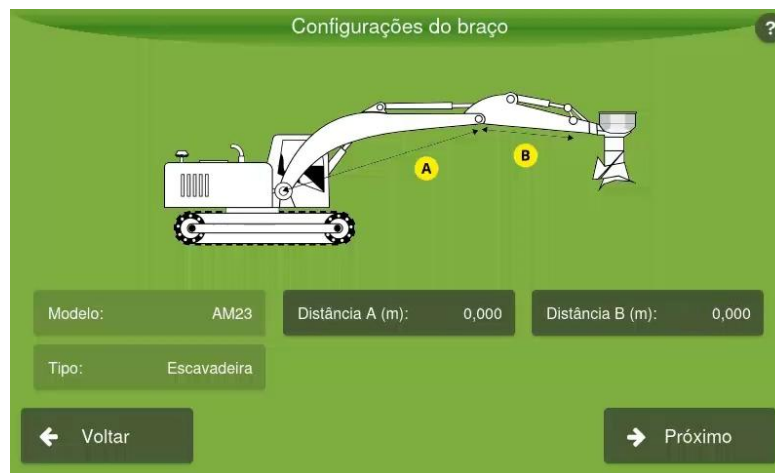 Configurações do braço
?
A
B
Modelo: AM23
Distância A (m): 0,000
Distância B (m): 0,000
Tipo: Escavadeira
Voltar
Próximo